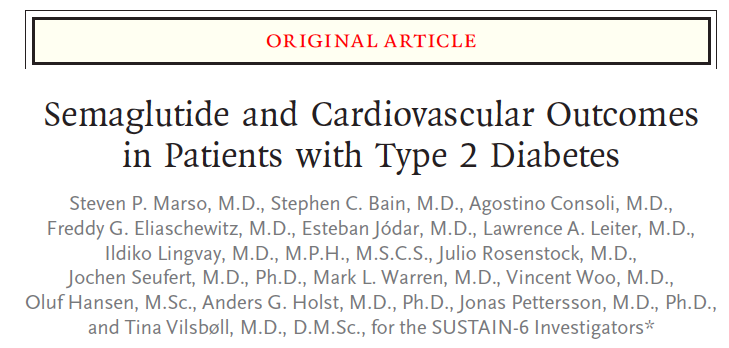 ORIGINAL ARTICLE
Semaglutide and Cardiovascular Outcomes
in Patients with Type 2 Diabetes
Steven P. Marso, M.D., Stephen C. Bain, M.D., Agostino Consoli, M.D.,
Freddy G. Eliaschewitz, M.D., Esteban Jódar, M.D., Lawrence A. Leiter, M.D.,
Ildiko Lingvay, M.D., M.P.H., M.S.C.S., Julio Rosenstock, M.D.,
Jochen Seufert, M.D., Ph.D., Mark L. Warren, M.D., Vincent Woo, M.D.,
Oluf Hansen, M.Sc., Anders G. Holst, M.D., Ph.D., Jonas Pettersson, M.D., Ph.D.,
and Tina Vilsbøll, M.D., D.M.Sc., for the SUSTAIN-6 Investigators*